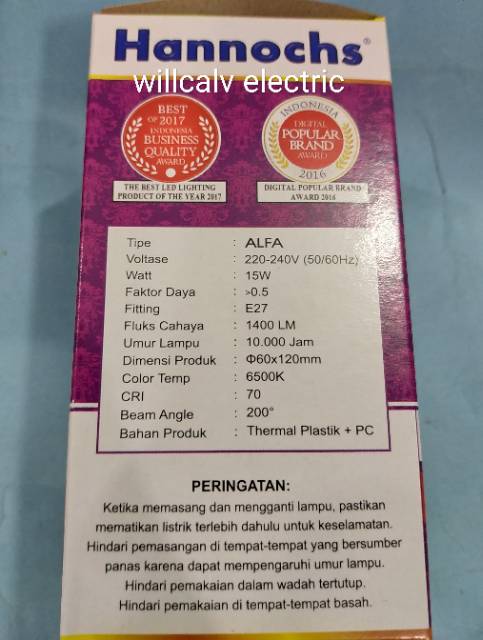 Hannochs®
willcalv electric
BEST
OF 2017
INDONESIA
BUSINESS
QUALITY
AWARD
THE BEST LED LIGHTING
PRODUCT OF THE YEAR 2017
INDONESIA
DIGITAL
POPULAR
BRAND
AWARD
2016
DIGITAL POPULAR BRAND
AWARD 2016
Tipe : ALFA
Voltase : 220-240V (50/60Hz)
Watt : 15W
Faktor Daya : >0.5
Fitting : E27
Fluks Cahaya : 1400 LM
Umur Lampu : 10.000 Jam
Dimensi Produk : Φ60x120mm
Color Temp : 6500K
CRI : 70
Beam Angle : 200°
Bahan Produk : Thermal Plastik + PC
PERINGATAN:
Ketika memasang dan mengganti lampu, pastikan
mematikan listrik terlebih dahulu untuk keselamatan.
Hindari pemasangan di tempat-tempat yang bersumber
panas karena dapat mempengaruhi umur lampu.
Hindari pemakaian dalam wadah tertutup.
Hindari pemakaian di tempat-tempat basah.